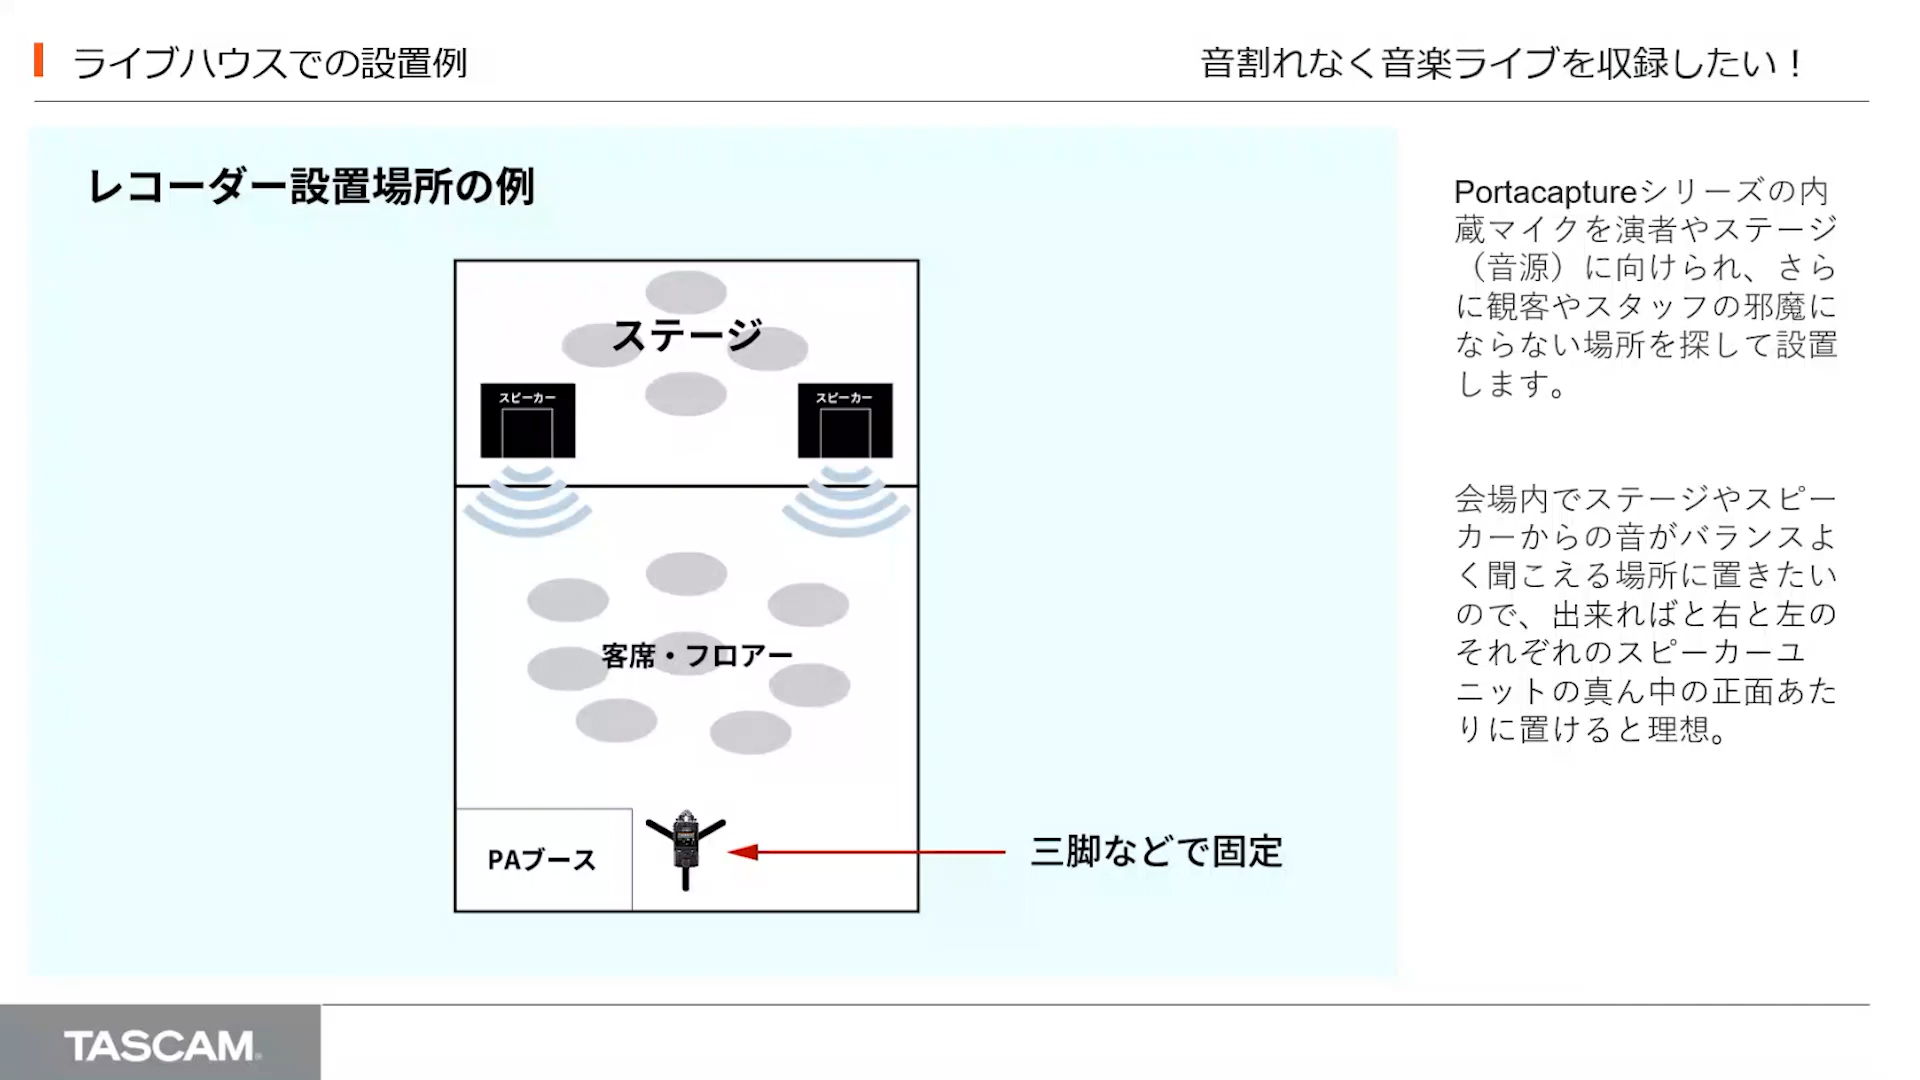 ライブハウスでの設置例
音割れなく音楽ライブを収録したい！
レコーダー設置場所の例
ステージ
スピーカー
スピーカー
客席・フロアー
PAブース
三脚などで固定
Portacaptureシリーズの内
蔵マイクを演者やステージ
（音源）に向けられ、さら
に観客やスタッフの邪魔に
ならない場所を探して設置
します。
会場内でステージやスピー
カーからの音がバランスよ
く聞こえる場所に置きたい
ので、出来ればと右と左の
それぞれのスピーカーユ
ニットの真ん中の正面あた
りに置けると理想。
TASCAM